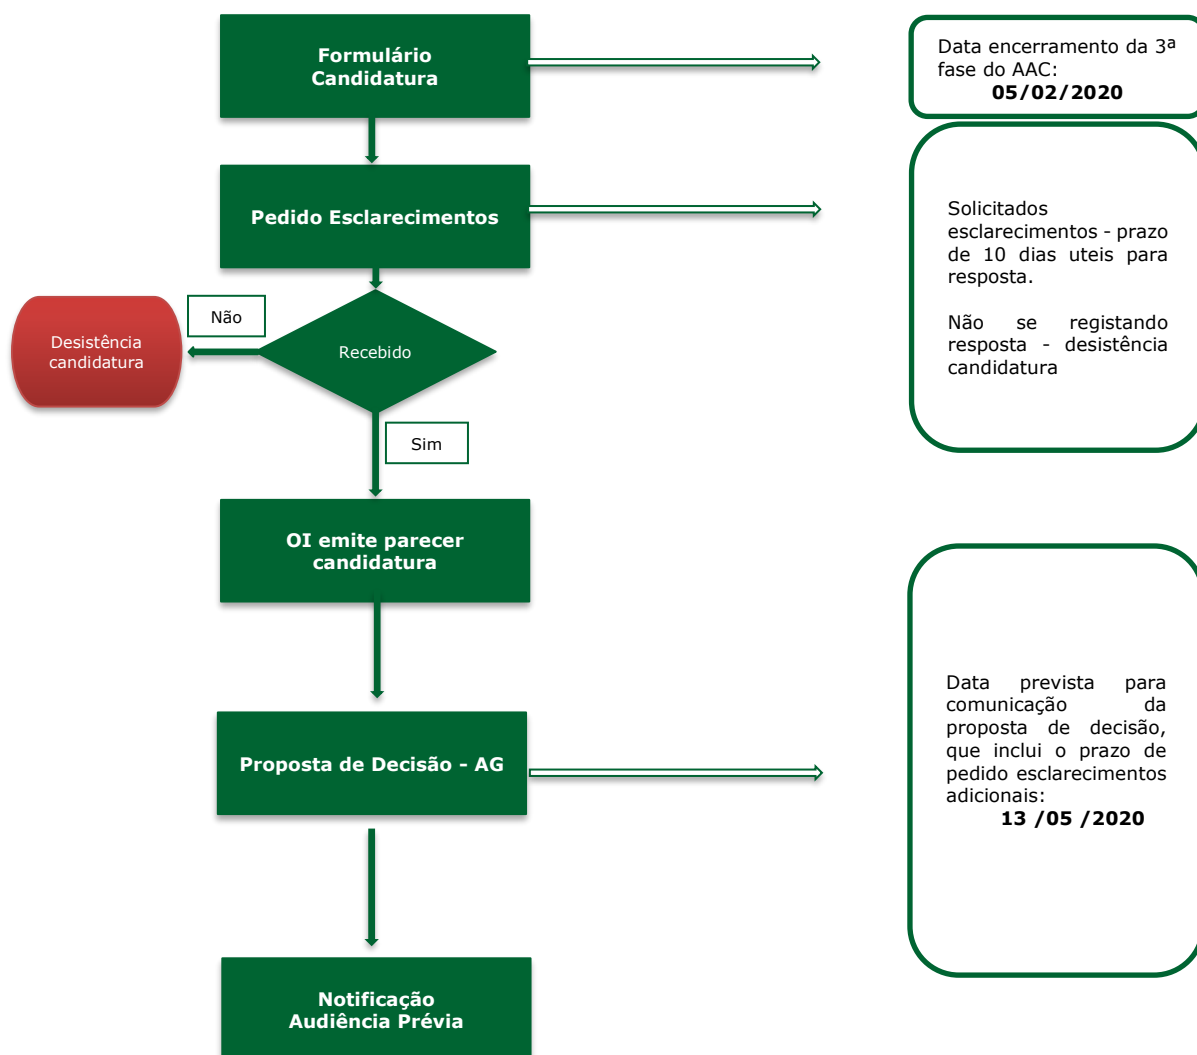 Formulário
Candidatura
Data encerramento da 3ª
fase do AAC:
05/02/2020
Pedido Esclarecimentos
Solicitados
esclarecimentos - prazo
de 10 dias uteis para
resposta.
Não se registando
resposta - desistência
candidatura
Não
Desistência
candidatura
Recebido
Sim
OI emite parecer
candidatura
Proposta de Decisão - AG
Data prevista para
comunicação da
proposta de decisão,
que inclui o prazo de
pedido esclarecimentos
adicionais:
13 /05 /2020
Notificação
Audiência Prévia